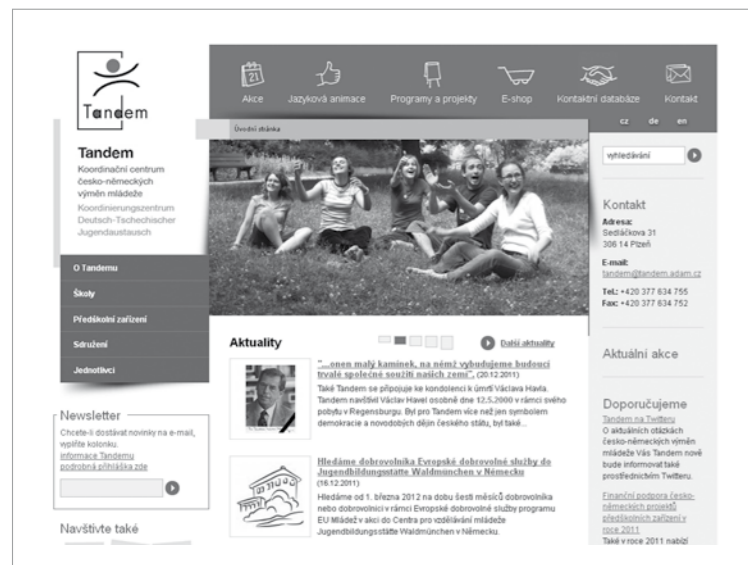 Tandem
Akce
Jazyková animace
Programy a projekty
E-shop
Kontaktní databáze
Kontakt
cz de en
Úvodní stránka
Tandem
Koordinační centrum
česko-německých
výměn mládeže
Koordinierungszentrum
Deutsch-Tschechischer
Jugendaustausch
O Tandemu
Školy
Předškolní zařízení
Sdružení
Jednotlivci
Newsletter
Chcete-li dostávat novinky na e-mail,
vyplňte kolonku.
informace Tandemu
podrobná přihláška zde
Navštivte také
Aktuality
Další aktuality
"...onen malý kamínek, na němž vybudujeme budoucí
trvalé společné soužití našich zemí". (20.12.2011)
Také Tandem se připojuje ke kondolenci k úmrtí Václava Havla.
Tandem navštívil Václav Havel osobně dne 12.5.2000 v rámci svého
pobytu v Regensburgu. Byl pro Tandem více než jen symbolem
demokracie a novodobých dějin českého státu, byl také...
Hledáme dobrovolníka Evropské dobrovolné služby do
Jugendbildungsstätte Waldmünchen v Německu
(16.12.2011)
Hledáme od 1. března 2012 na dobu šesti měsíců dobrovolníka
nebo dobrovolnici v rámci Evropské dobrovolné služby programu
EU Mládež v akci do Centra pro vzdělávání mládeže
Jugendbildungsstätte Waldmünchen v Německu.
vyhledávání
Kontakt
Adresa:
Sedláčkova 31
306 14 Plzeň
E-mail:
tandem@tandem.adam.cz
Tel.: +420 377 634 755
Fax: +420 377 634 752
Aktuální akce
Doporučujeme
Tandem na Twitteru
O aktuálních otázkách
česko-německých výměn
mládeže Vás Tandem nově
bude informovat také
prostřednictvím Twitteru.
Finanční podpora česko-
německých projektů
předškolních zařízení v
roce 2011
Také v roce 2011 nabízí